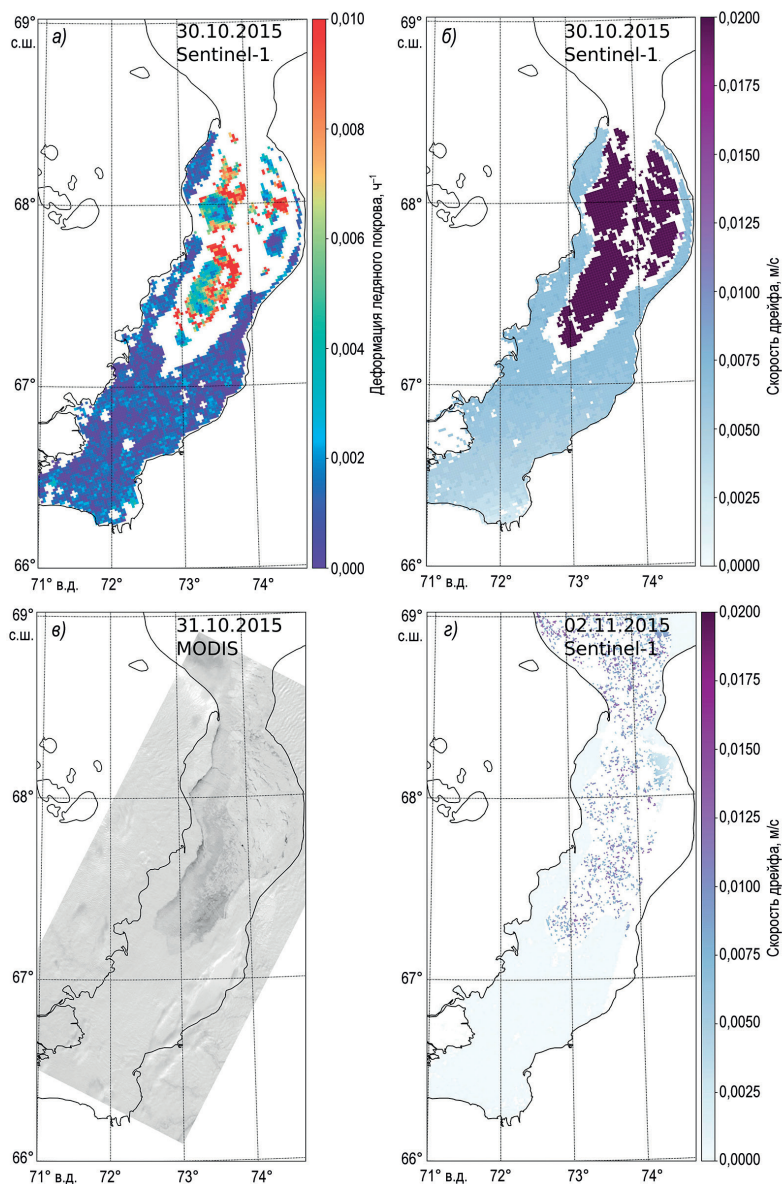 69°
с.ш.
а)
30.10.2015
Sentinel-1
68°
67°
66°
71° в.д.
72°
73°
74°
0,010
0,008
0,006
0,004
0,002
0,000
Деформация ледяного покрова, ч⁻¹
69°
с.ш.
б)
30.10.2015
Sentinel-1
68°
67°
66°
71° в.д.
72°
73°
74°
0,0200
0,0175
0,0150
0,0125
0,0100
0,0075
0,0050
0,0025
0,0000
Скорость дрейфа, м/с
69°
с.ш.
в)
31.10.2015
MODIS
68°
67°
66°
71° в.д.
72°
73°
74°
69°
с.ш.
г)
02.11.2015
Sentinel-1
68°
67°
66°
71° в.д.
72°
73°
74°
0,0200
0,0175
0,0150
0,0125
0,0100
0,0075
0,0050
0,0025
0,0000
Скорость дрейфа, м/с